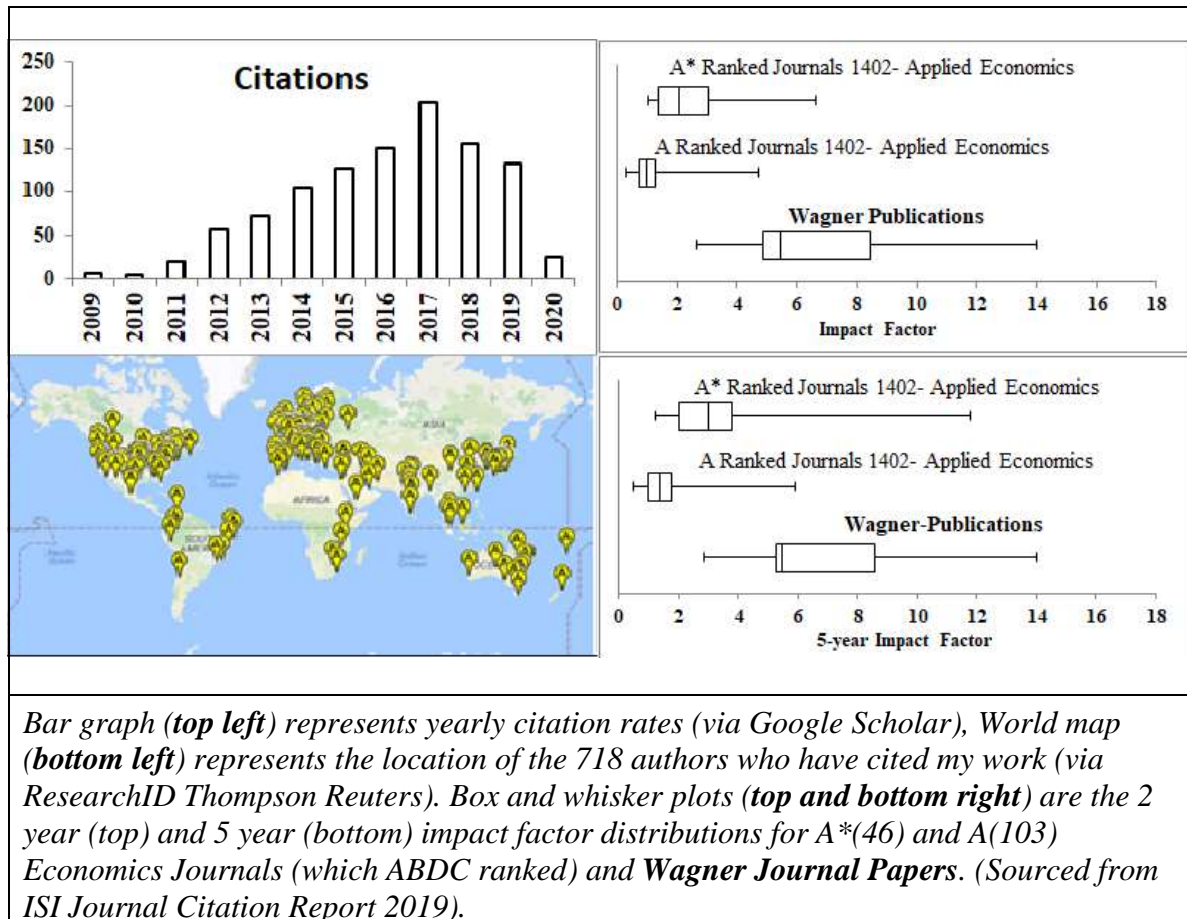 Citations
250
200
150
100
50
0
2009
2010
2011
2012
2013
2014
2015
2016
2017
2018
2019
2020
A* Ranked Journals 1402- Applied Economics
A Ranked Journals 1402- Applied Economics
Wagner Publications
0 2 4 6 8 10 12 14 16 18
Impact Factor
ASIA
AFRICA
A* Ranked Journals 1402- Applied Economics
A Ranked Journals 1402- Applied Economics
Wagner-Publications
0 2 4 6 8 10 12 14 16 18
5-year Impact Factor
Bar graph (top left) represents yearly citation rates (via Google Scholar), World map
(bottom left) represents the location of the 718 authors who have cited my work (via
ResearchID Thompson Reuters). Box and whisker plots (top and bottom right) are the 2
year (top) and 5 year (bottom) impact factor distributions for A*(46) and A(103)
Economics Journals (which ABDC ranked) and Wagner Journal Papers. (Sourced from
ISI Journal Citation Report 2019).